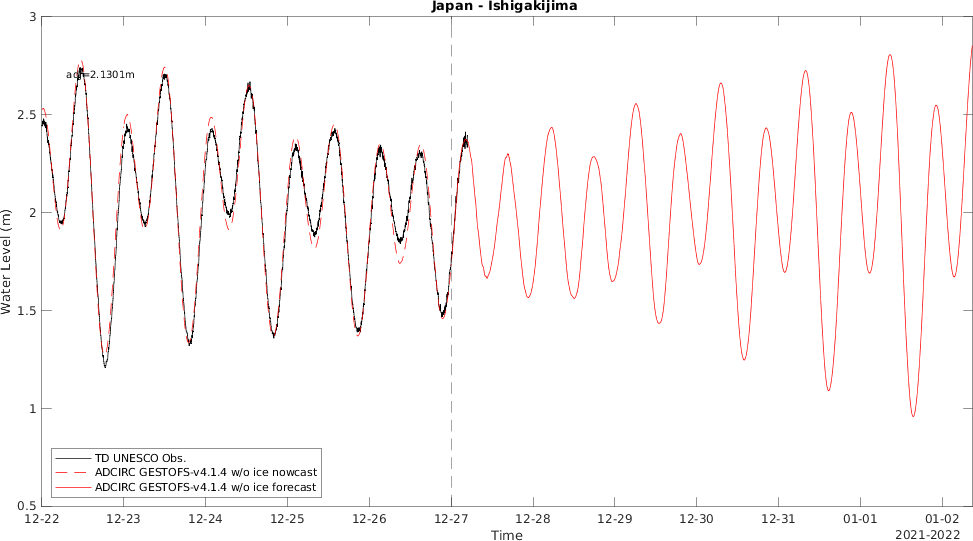 Japan - Ishigakijima
3
2.5
2
1.5
1
0.5
Water Level (m)
=2.1301m
TD UNESCO Obs.
ADCIRC GESTOFS-v4.1.4 w/o ice nowcast
ADCIRC GESTOFS-v4.1.4 w/o ice forecast
12-22 12-23 12-24 12-25 12-26 12-27 12-28 12-29 12-30 12-31 01-01 01-02
Time
2021-2022